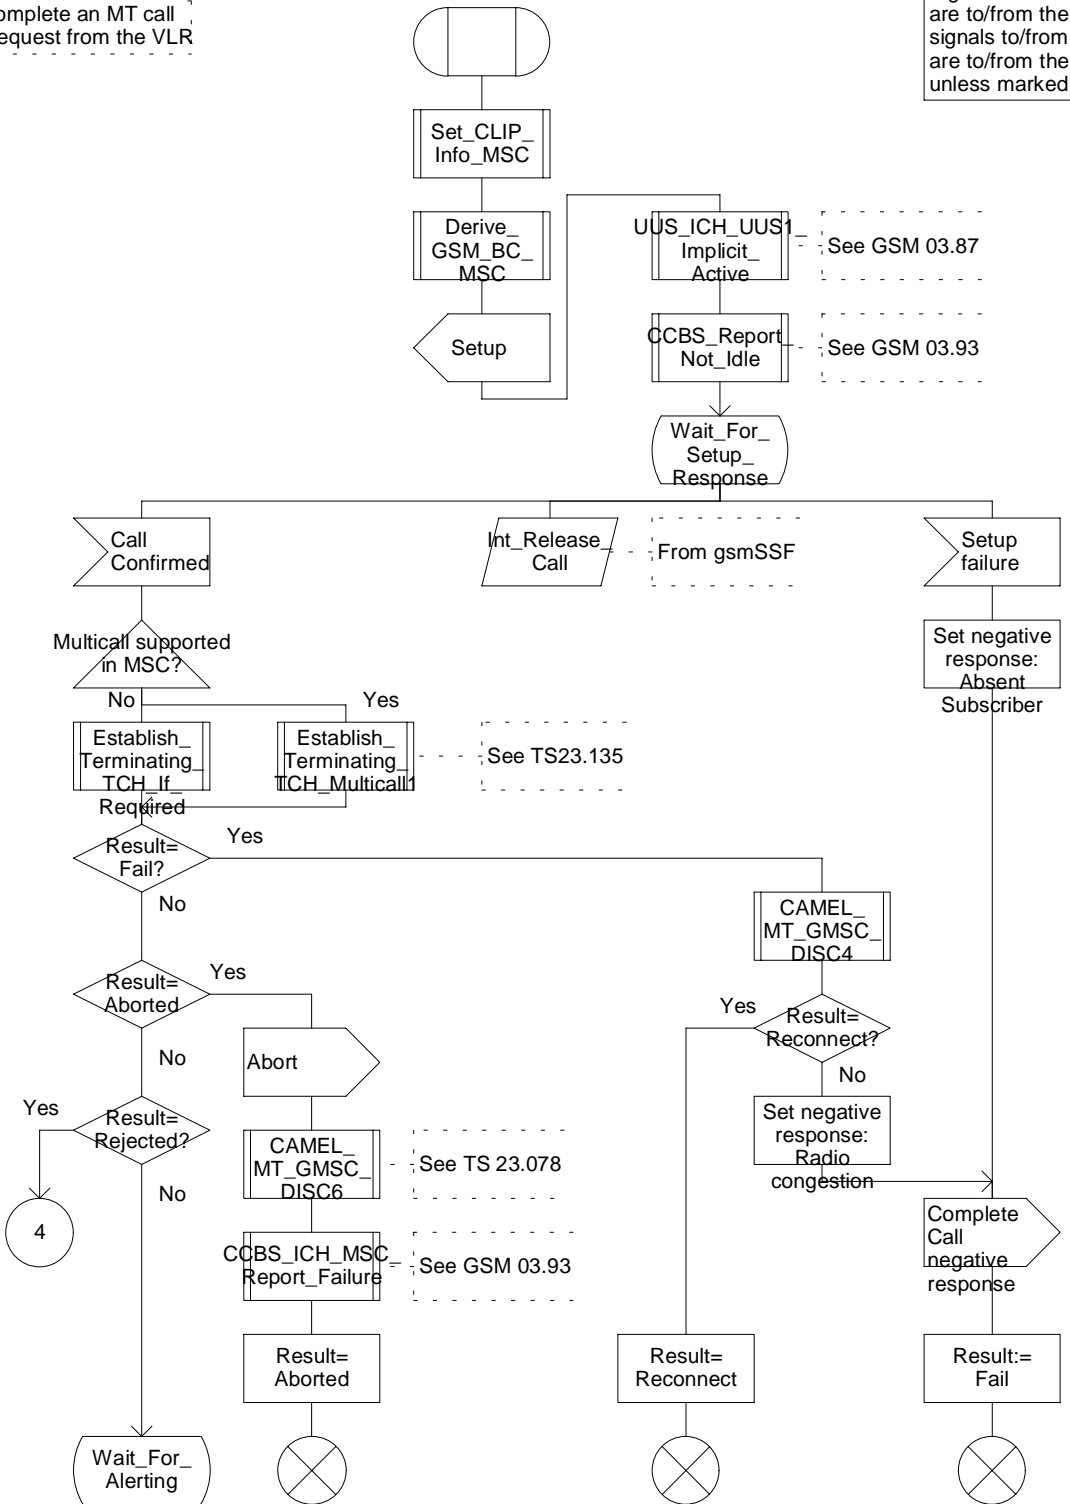 omplete an MT call
equest from the VLR
are to/from the
signals to/from
are to/from the
unless marked
Set_CLIP_
Info_MSC
Derive_
GSM_BC_
MSC
UUS_ICH_UUS1_
Implicit_
Active
See GSM 03.87
Setup
CCBS_Report_
Not_Idle
See GSM 03.93
Wait_For_
Setup_
Response
Call
Confirmed
Int_Release_
Call
From gsmSSF
Setup
failure
Multicall supported
in MSC?
Set negative
response:
Absent
Subscriber
No
Yes
Establish_
Terminating_
TCH_If_
Required
Establish_
Terminating_
TCH_Multicall1
See TS23.135
Result=
Fail?
Yes
No
CAMEL_
MT_GMSC_
DISC4
Result=
Aborted
Yes
No
Yes
Result=
Reconnect?
No
Abort
Yes
Result=
Rejected?
No
Set negative
response:
Radio
congestion
CAMEL_
MT_GMSC_
DISC6
See TS 23.078
4
CCBS_ICH_MSC_
Report_Failure
See GSM 03.93
Complete
Call
negative
response
Result=
Aborted
Result=
Reconnect
Result:=
Fail
Wait_For_
Alerting